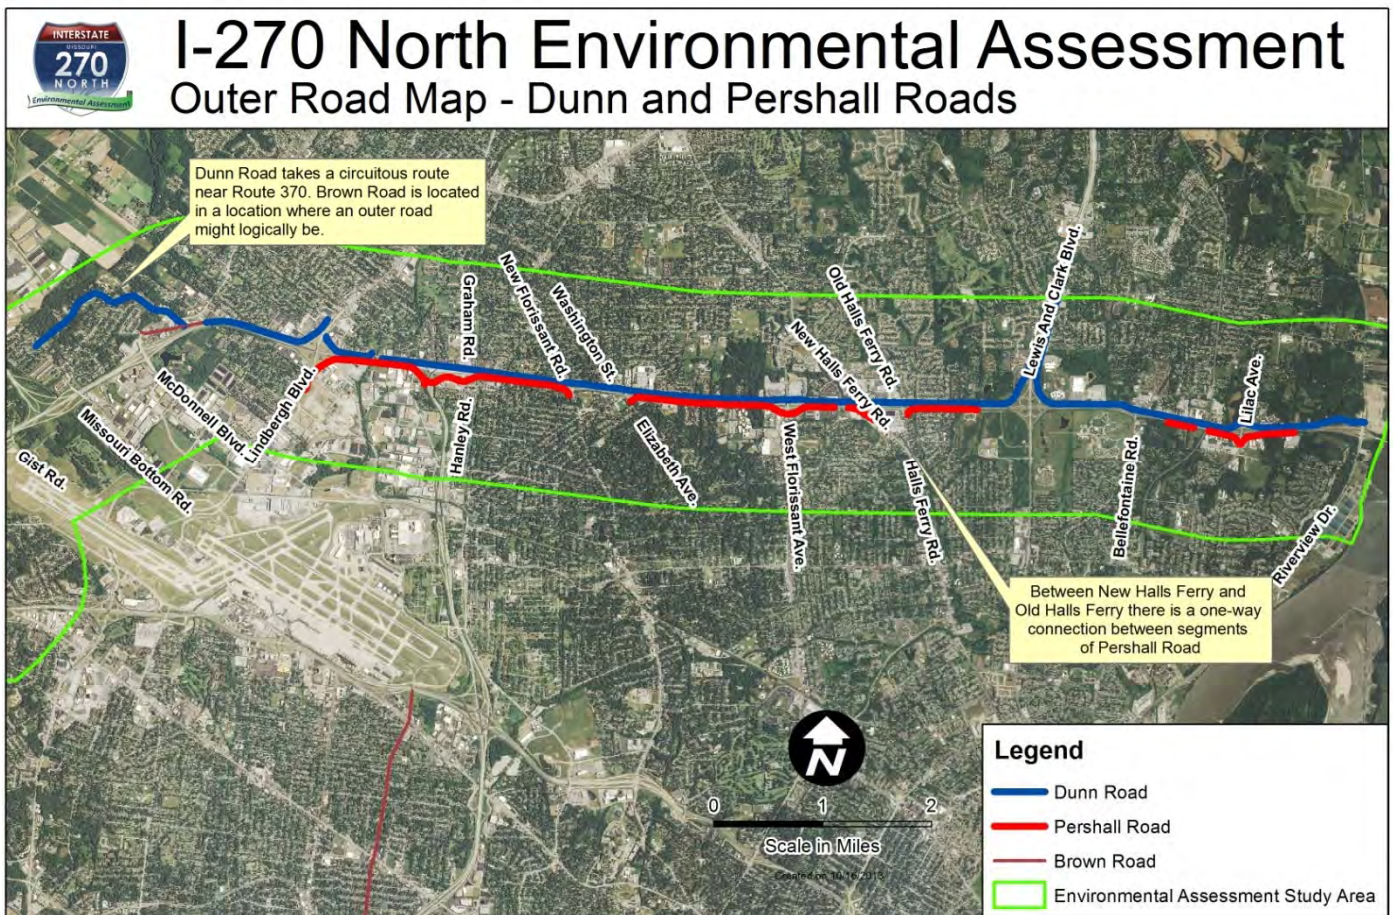 INTERSTATE
MISSOURI
270
NORTH
Environmental Assessment
I-270 North Environmental Assessment
Outer Road Map - Dunn and Pershall Roads
Dunn Road takes a circuitous route
near Route 370. Brown Road is located
in a location where an outer road
might logically be.
Graham Rd.
New Florissant Rd.
Washington St.
Old Halls Ferry Rd.
New Halls Ferry Rd.
Lewis And Clark Blvd.
Lilac Ave.
McDonnell Blvd.
Lindbergh Blvd.
Missouri Bottom Rd.
Gist Rd.
Hanley Rd.
Elizabeth Ave.
West Florissant Ave.
Halls Ferry Rd.
Bellefontaine Rd.
Riverview Dr.
Between New Halls Ferry and
Old Halls Ferry there is a one-way
connection between segments
of Pershall Road
N
0 1 2
Scale in Miles
Created on 10/16/2013
Legend
Dunn Road
Pershall Road
Brown Road
Environmental Assessment Study Area